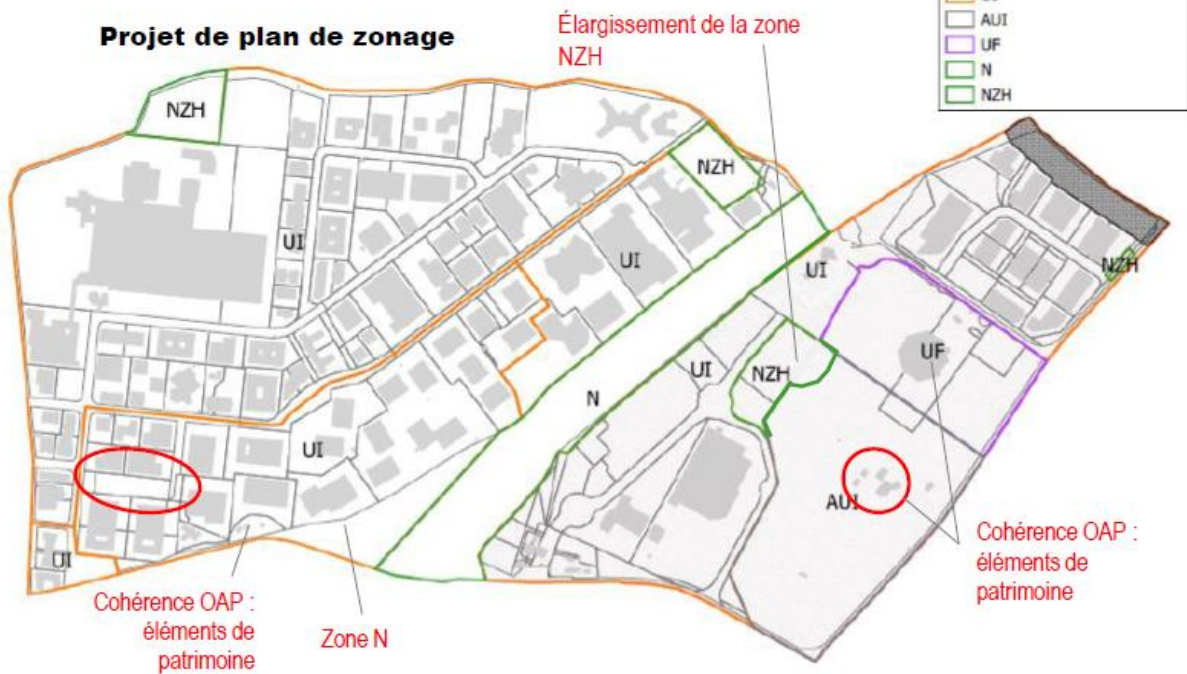 Projet de plan de zonage
Élargissement de la zone
NZH
AUI
UF
N
NZH
NZH
NZH
UI
UI
UI
NZH
UF
UI
NZH
N
UI
AUI
UI
Cohérence OAP :
éléments de
patrimoine
Zone N
Cohérence OAP :
éléments de
patrimoine